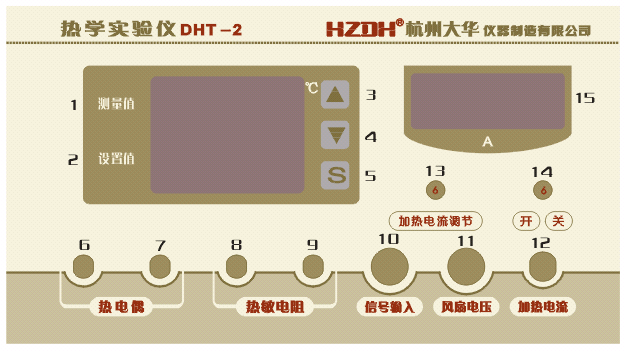 热学实验仪 DHT-2
HZDH® 杭州大华仪器制造有限公司
1 测量值
℃
3
15
2 设置值
4
A
S 5
13
14
6
6
加热电流调节
开 关
6 7 8 9 10 11 12
热电偶 热敏电阻 信号输入 风扇电压 加热电流